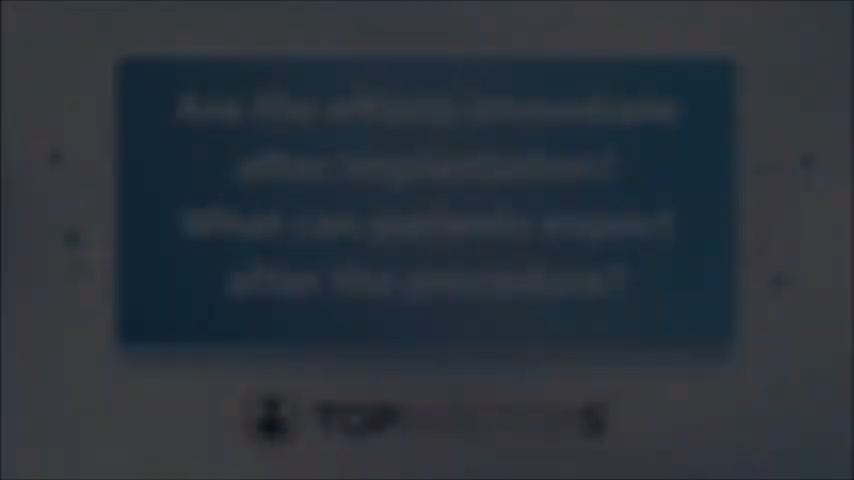 Are the effects immediate
after implantation?
What can patients expect
after the procedure?
TOP S